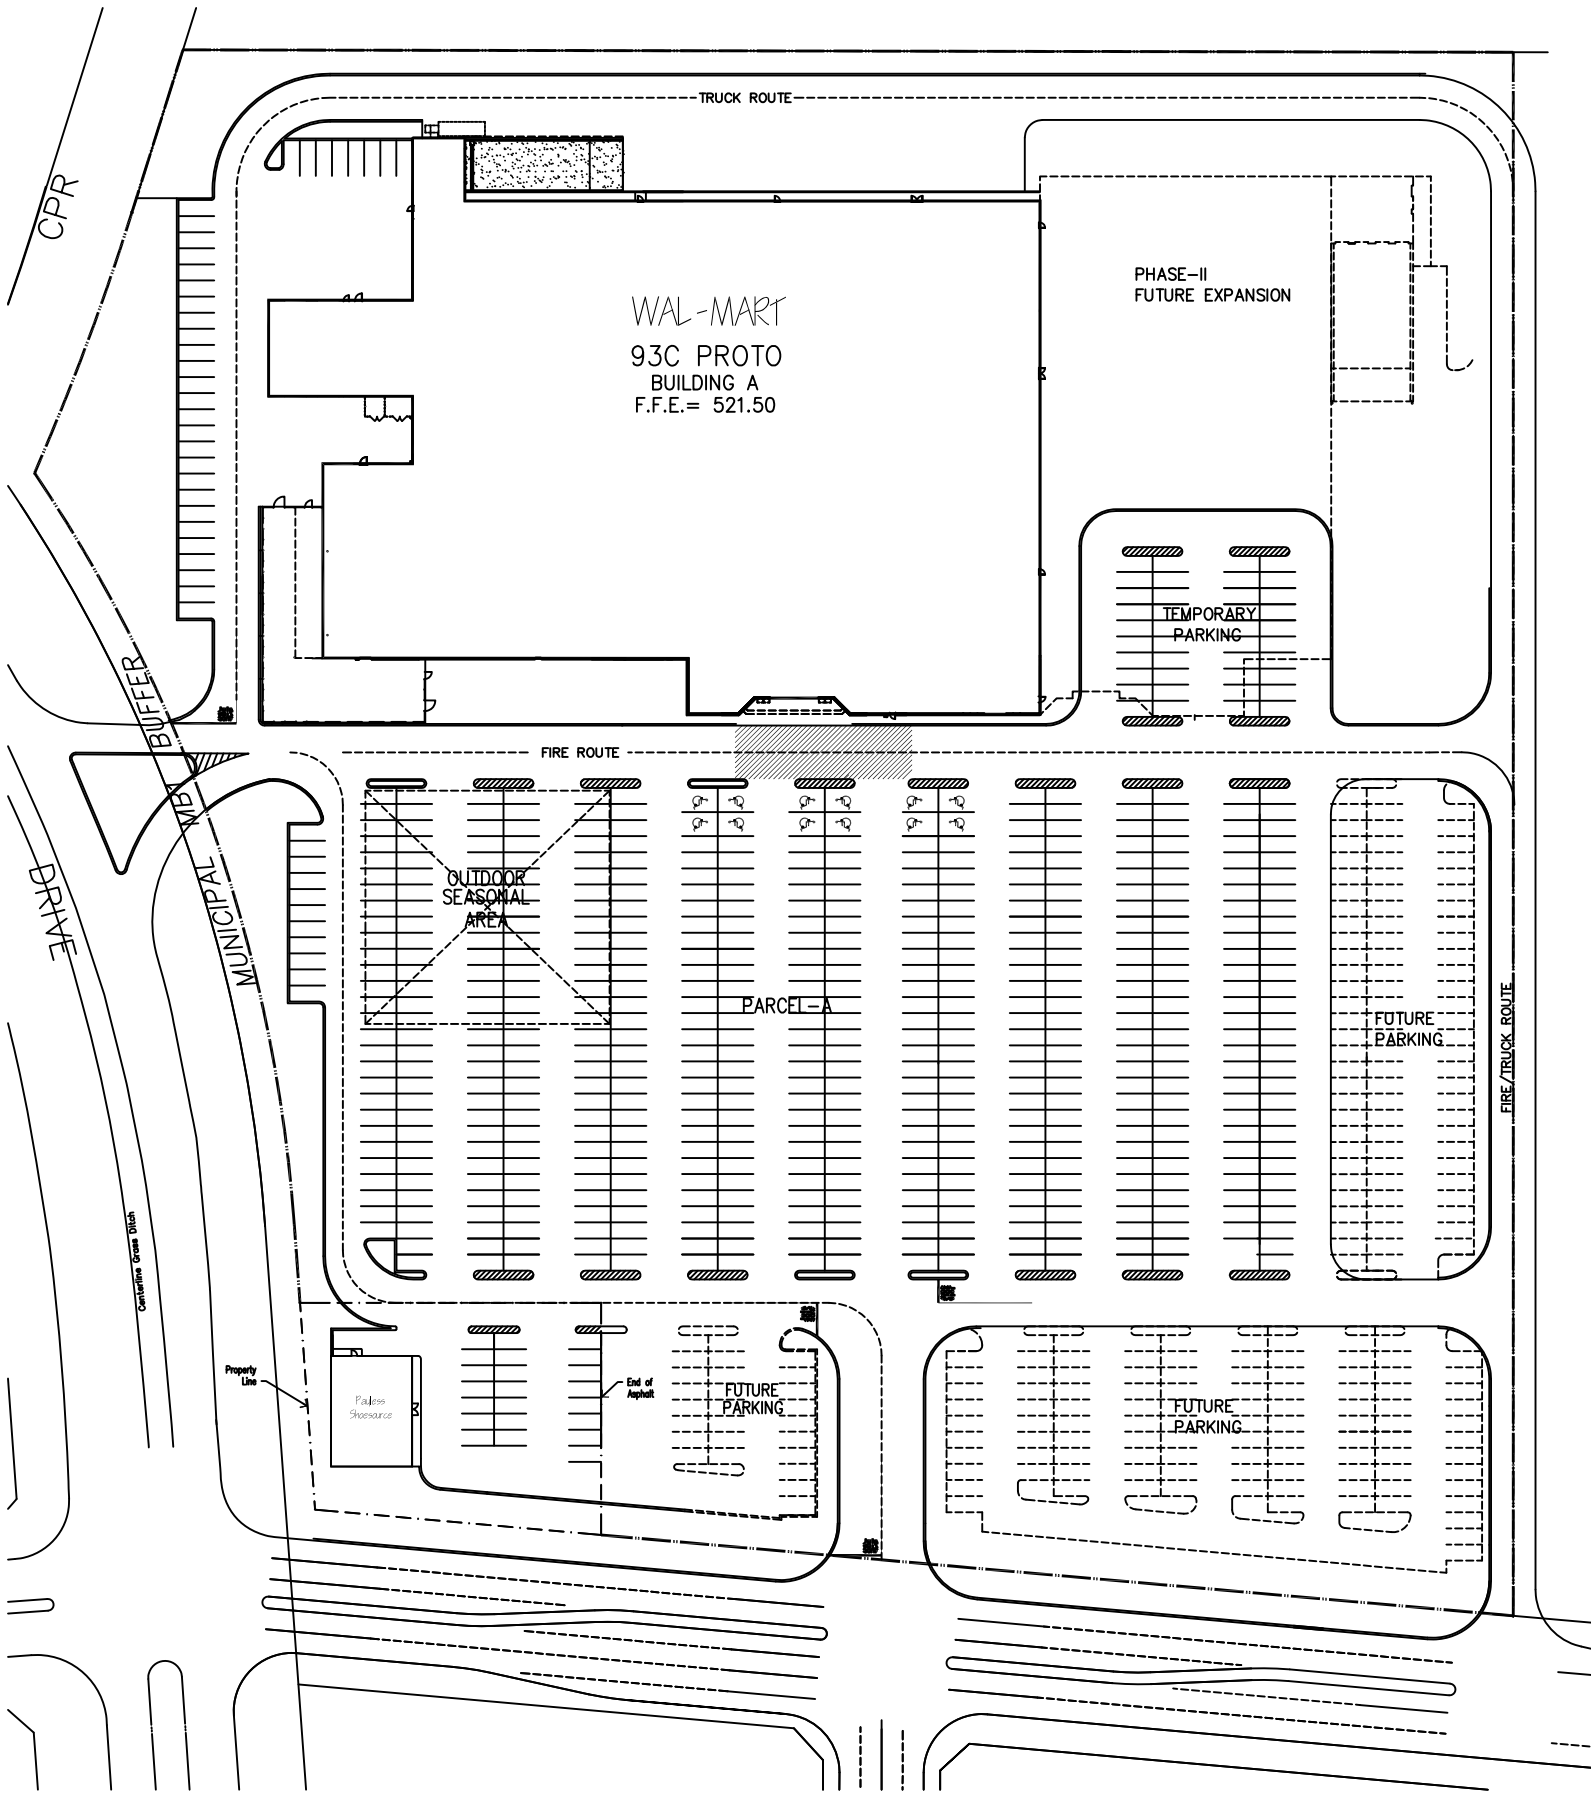 TRUCK ROUTE
CPR
PHASE-II
FUTURE EXPANSION
WAL-MART
93C PROTO
BUILDING A
F.F.E.= 521.50
TEMPORARY
PARKING
MUNICIPAL MB1 BUFFER
FIRE ROUTE
DRIVE
OUTDOOR
SEASONAL
AREA
PARCEL-A
FUTURE
PARKING
FIRE/TRUCK ROUTE
Centerline Grass Ditch
Property
Line
Payless
Shoesource
End of
Asphalt
FUTURE
PARKING
FUTURE
PARKING